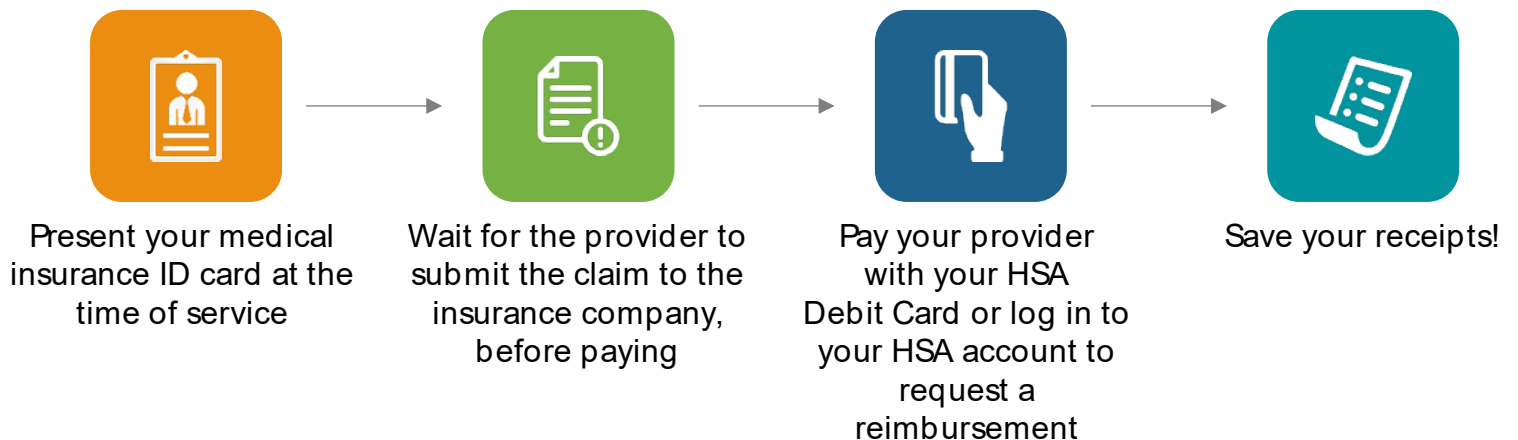 Present your medical
insurance ID card at the
time of service
Wait for the provider to
submit the claim to the
insurance company,
before paying
Pay your provider
with your HSA
Debit Card or log in to
your HSA account to
request a
reimbursement
Save your receipts!